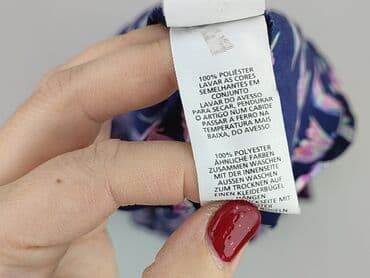 100% POLIÉSTER
LAVAR AS CORES
SEMELHANTES EM
CONJUNTO
LAVAR DO AVESSO
PARA SECAR, PENDURAR
O ARTIGO NUM CABIDE
PASSAR A FERRO NA
TEMPERATURA MAIS
BAIXA, DO AVESSO
100% POLYESTER
ÄHNLICHE FARBEN
ZUSAMMEN WASCHEN
MIT DER INNENSEITE
AUSSEN WASCHEN
ZUM TROCKNEN AUF
EINEN KLEIDERBÜGEL
HÄNGEN